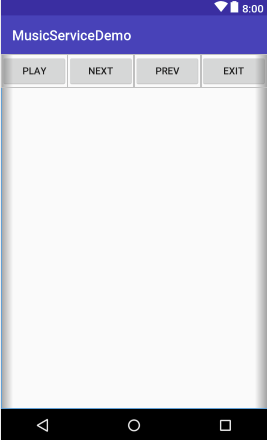 8:00
MusicServiceDemo
PLAY NEXT PREV EXIT